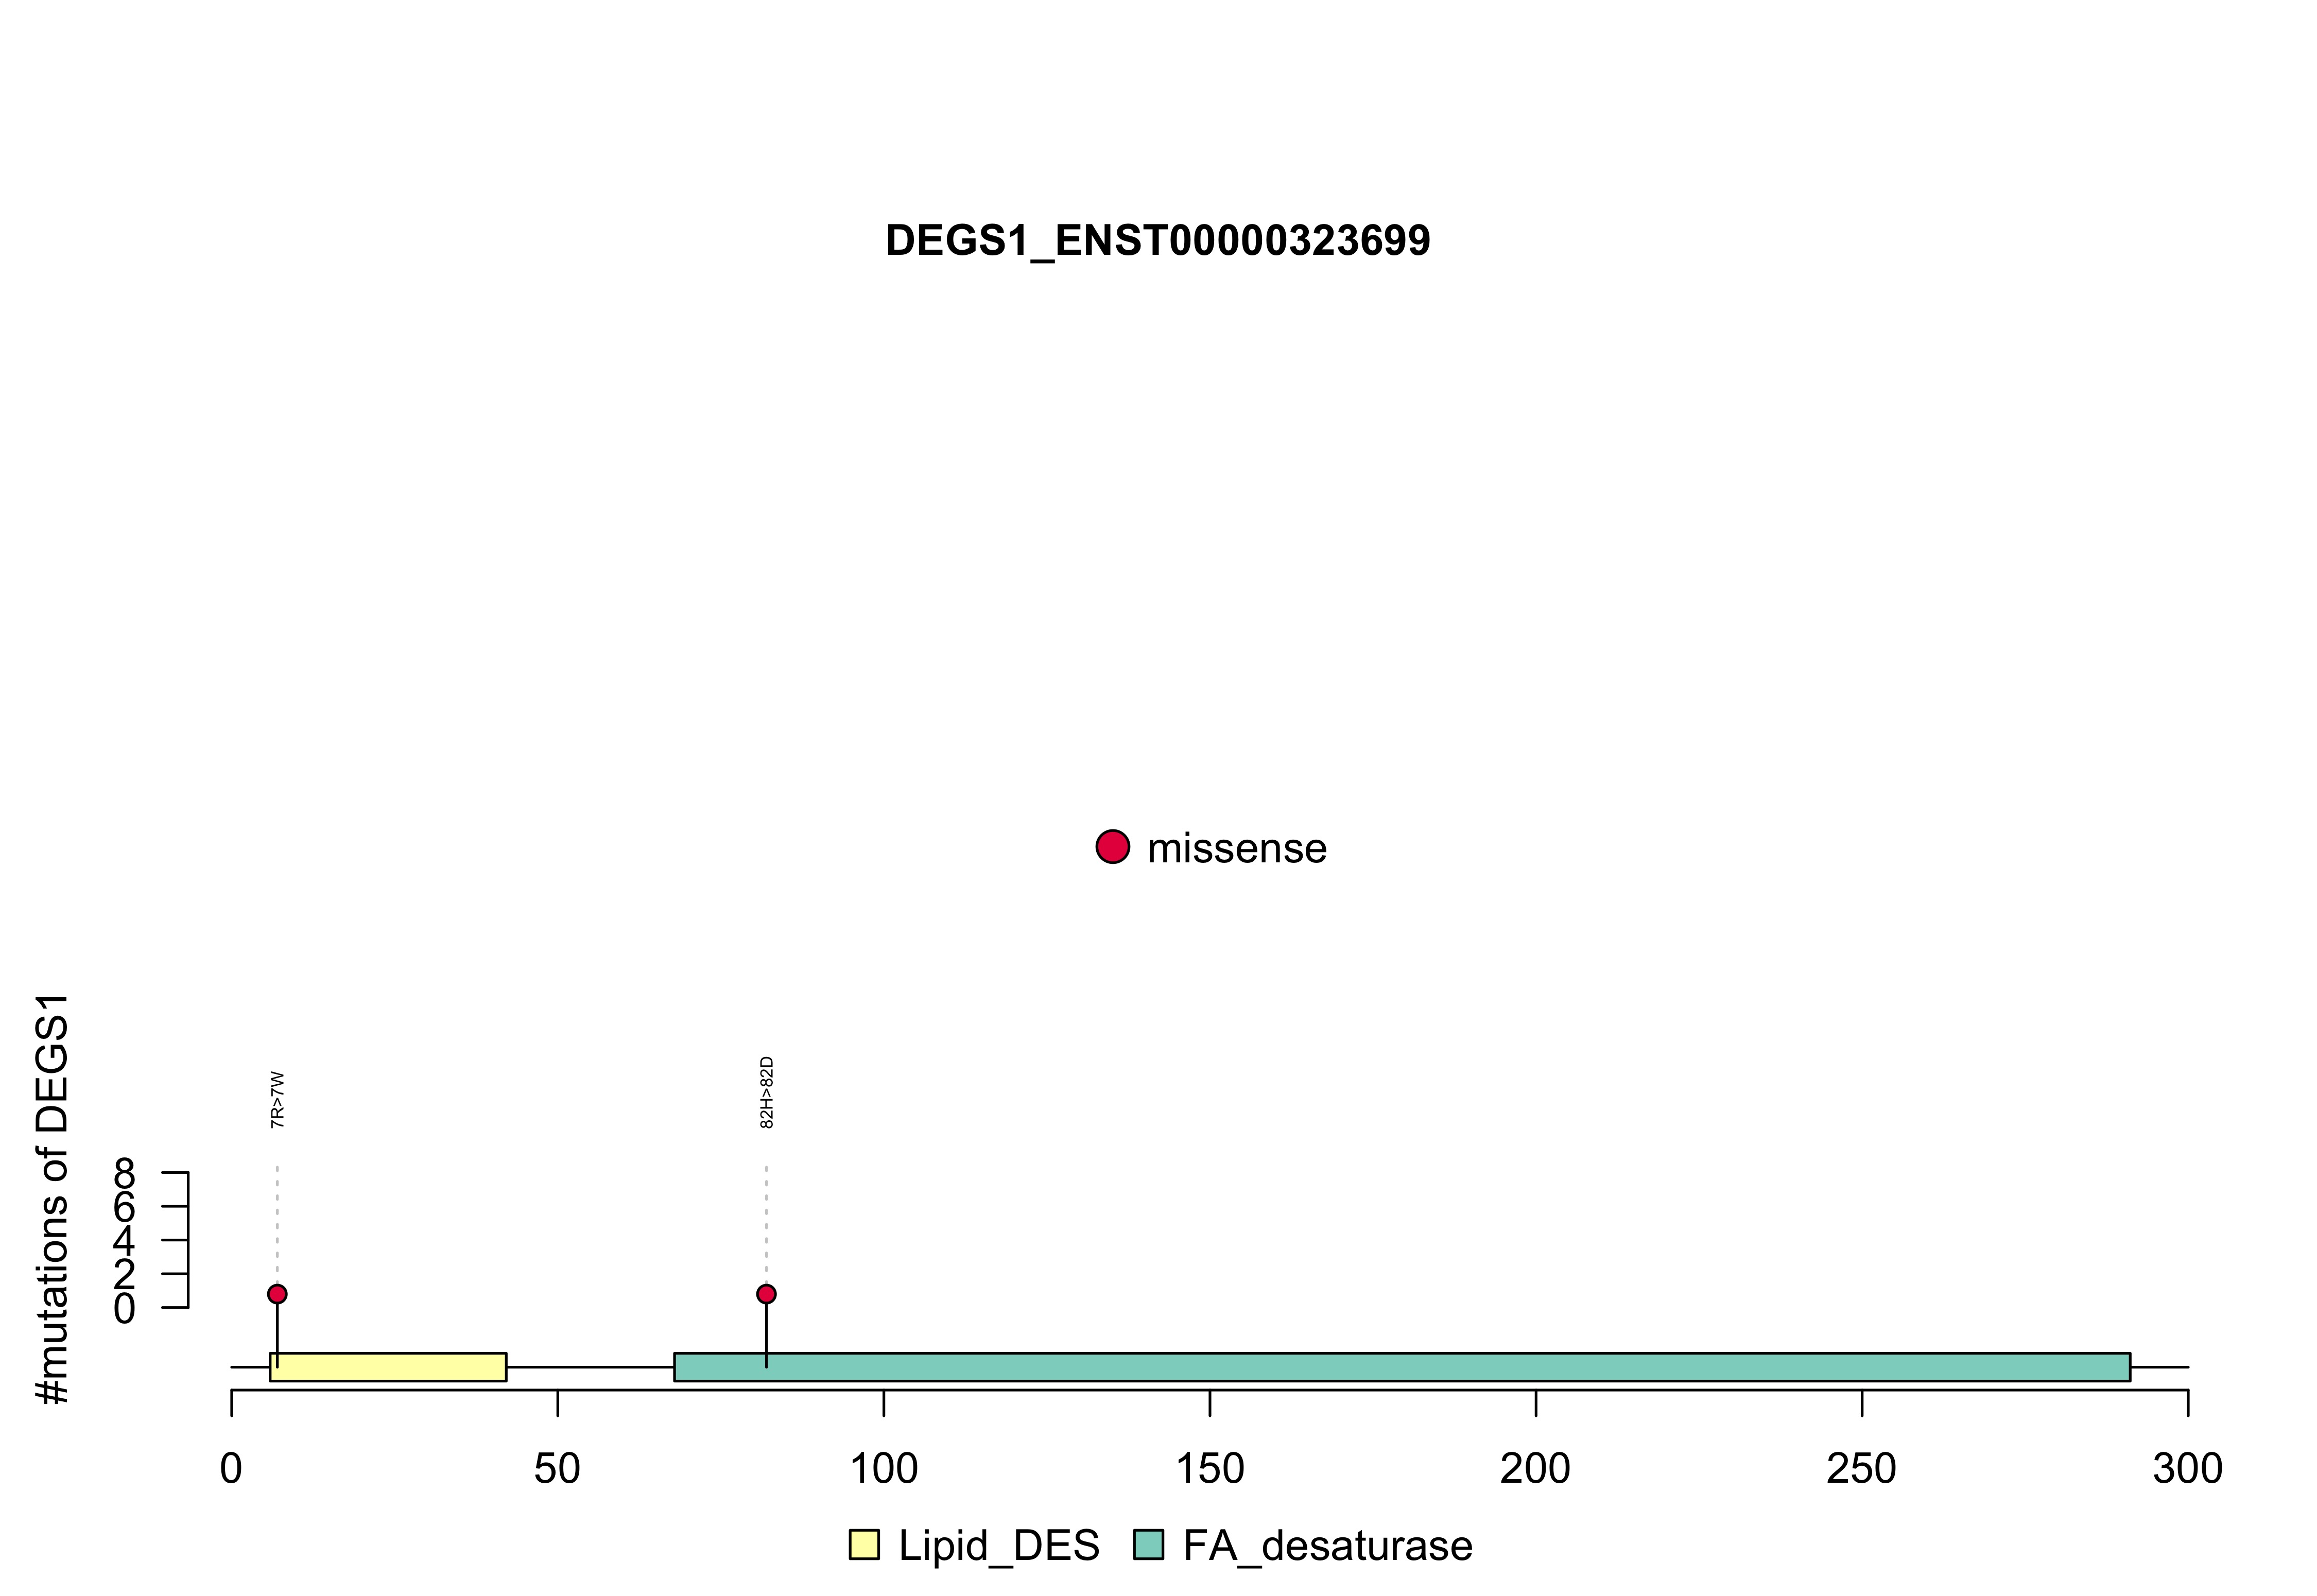 DEGS1_ENST00000323699
missense
#mutations of DEGS1
7R>7W
82H>82D
8
6
4
2
0
0 50 100 150 200 250 300
Lipid_DES FA_desaturase